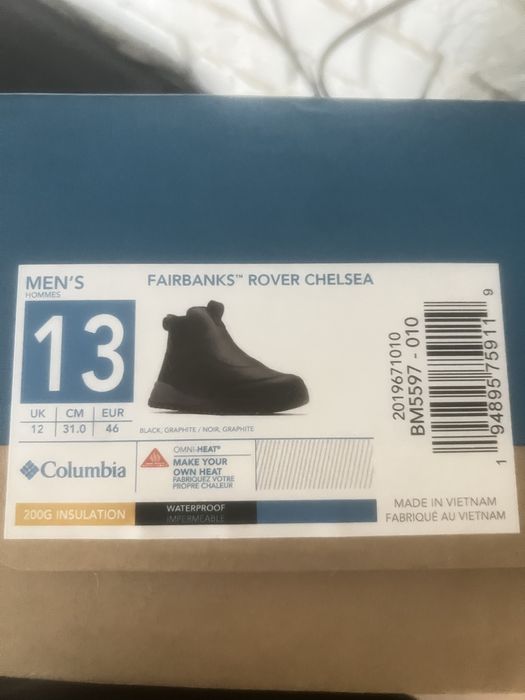 MEN'S
HOMMES
13
UK CM EUR
12 31.0 46
FAIRBANKS™ ROVER CHELSEA
BLACK, GRAPHITE / NOIR, GRAPHITE
Columbia
OMNI-HEAT®
MAKE YOUR
OWN HEAT
FABRIQUEZ VOTRE
PROPRE CHALEUR
200G INSULATION
WATERPROOF
IMPERMÉABLE
2019671010
BM5597 - 010
1 94895 75911 9
MADE IN VIETNAM
FABRIQUÉ AU VIETNAM